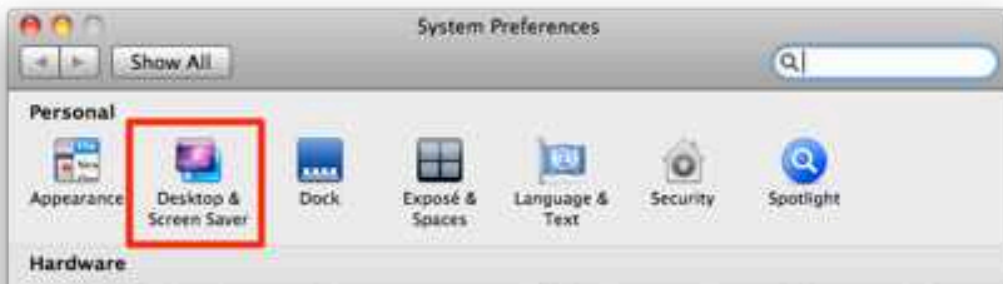 System Preferences
Show All
Personal
Appearance
Desktop &
Screen Saver
Dock
Exposé &
Spaces
Language &
Text
Security
Spotlight
Hardware